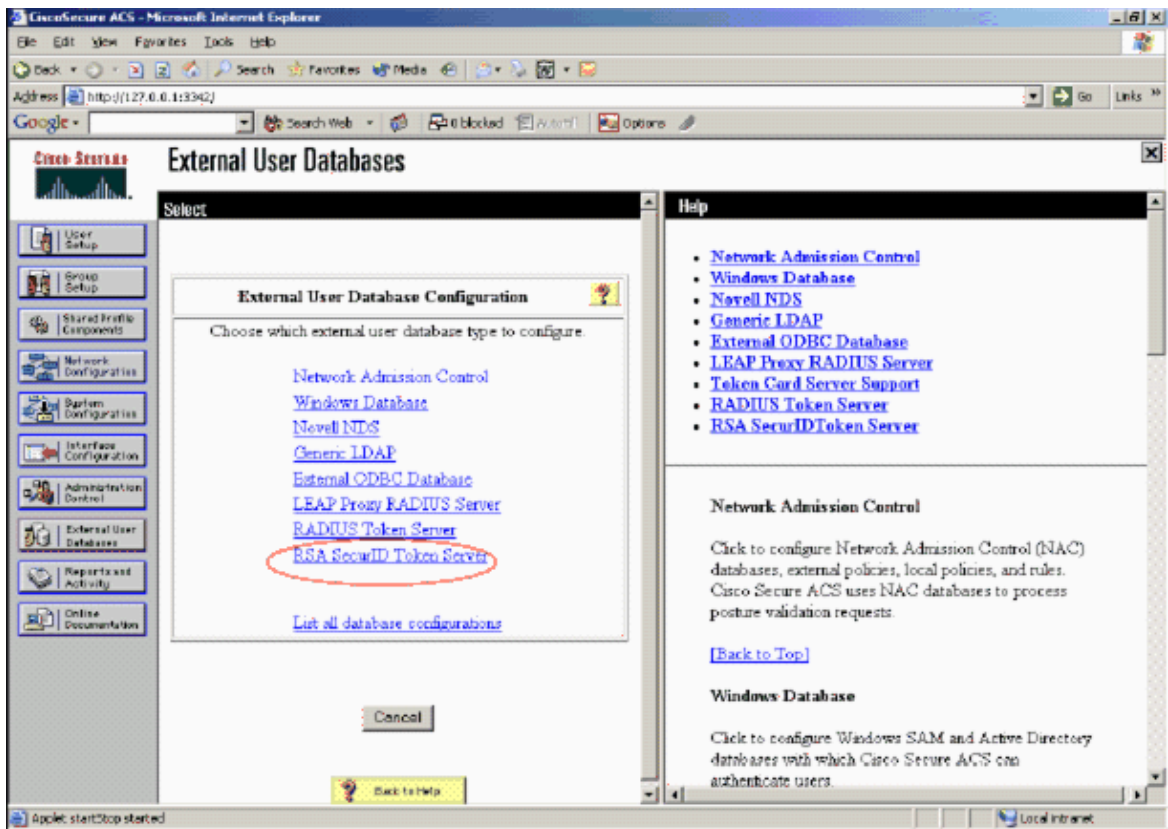 CiscoSecure ACS - Microsoft Internet Explorer
File Edit View Favorites Tools Help
Back Search Favorites Media
Address http://127.0.0.1:3342/ Go Links »
Google Search Web 0 blocked AutoFill Options
CISCO SYSTEMS
External User Databases
User Setup
Group Setup
Shared Profile Components
Network Configuration
System Configuration
Interface Configuration
Administration Control
External User Databases
Reports and Activity
Online Documentation
Select
External User Database Configuration
Choose which external user database type to configure.
Network Admission Control
Windows Database
Novell NDS
Generic LDAP
External ODBC Database
LEAP Proxy RADIUS Server
RADIUS Token Server
RSA SecurID Token Server
List all database configurations
Cancel
Back to Help
Help
Network Admission Control
Windows Database
Novell NDS
Generic LDAP
External ODBC Database
LEAP Proxy RADIUS Server
Token Card Server Support
RADIUS Token Server
RSA SecurIDToken Server
Network Admission Control
Click to configure Network Admission Control (NAC)
databases, external policies, local policies, and rules.
Cisco Secure ACS uses NAC databases to process
posture validation requests.
[Back to Top]
Windows Database
Click to configure Windows SAM and Active Directory
databases with which Cisco Secure ACS can
authenticate users.
Applet startStop started
Local intranet